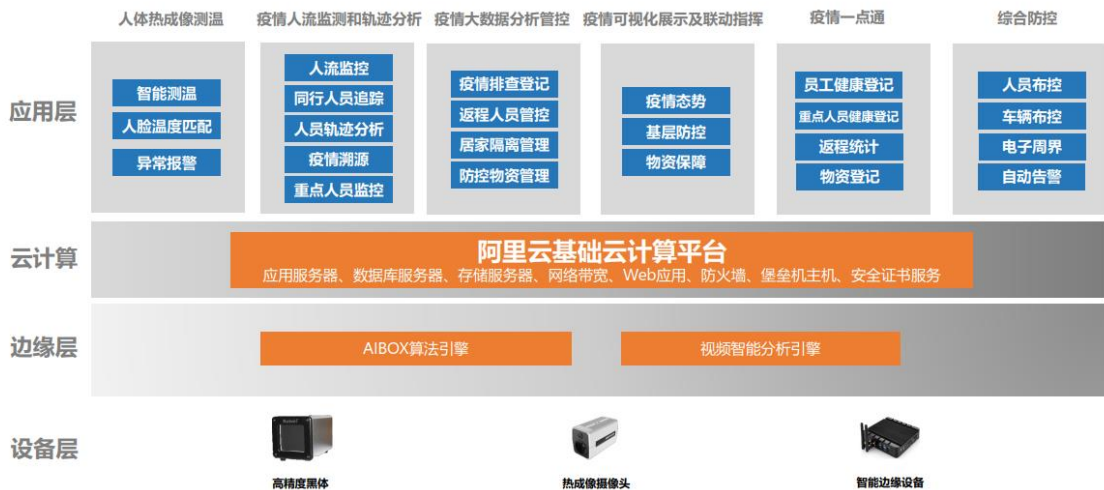 人体热成像测温
疫情人流监测和轨迹分析
疫情大数据分析管控
疫情可视化展示及联动指挥
疫情一点通
综合防控
应用层
智能测温
人脸温度匹配
异常报警
人流监控
同行人员追踪
人员轨迹分析
疫情溯源
重点人员监控
疫情排查登记
返程人员管控
居家隔离管理
防控物资管理
疫情态势
基层防控
物资保障
员工健康登记
重点人员健康登记
返程统计
物资登记
人员布控
车辆布控
电子周界
自动告警
云计算
阿里云基础云计算平台
应用服务器、数据库服务器、存储服务器、网络带宽、Web应用、防火墙、堡垒机主机、安全证书服务
边缘层
AIBOX算法引擎
视频智能分析引擎
设备层
高精度黑体
热成像摄像头
智能边缘设备